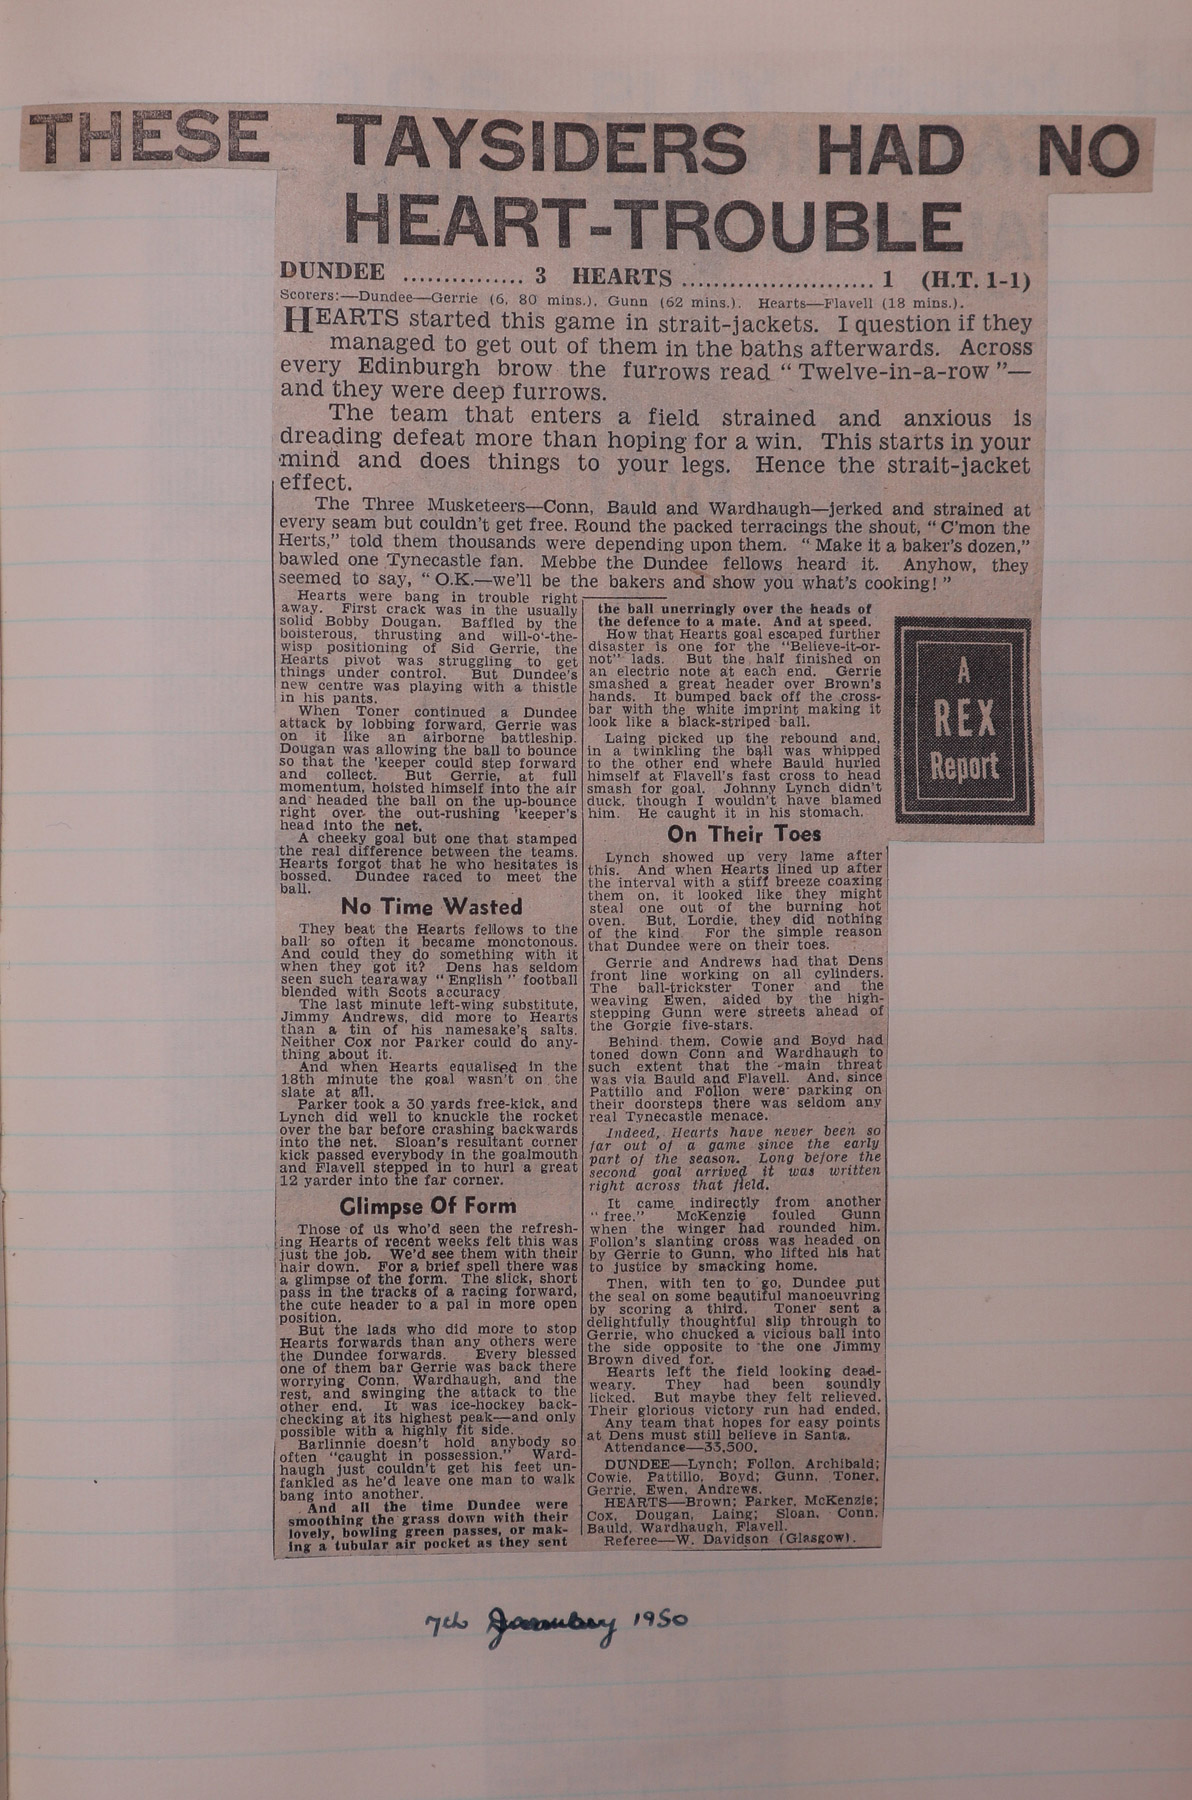 THESE TAYSIDERS HAD NO
HEART-TROUBLE
DUNDEE .............. 3 HEARTS ........................ 1 (H.T. 1-1)
Scorers:—Dundee—Gerrie (6, 80 mins.), Gunn (62 mins.). Hearts—Flavell (18 mins.).
HEARTS started this game in strait-jackets. I question if they
managed to get out of them in the baths afterwards. Across
every Edinburgh brow the furrows read “ Twelve-in-a-row ”—
and they were deep furrows.
The team that enters a field strained and anxious is
dreading defeat more than hoping for a win. This starts in your
mind and does things to your legs. Hence the strait-jacket
effect.
The Three Musketeers—Conn, Bauld and Wardhaugh—jerked and strained at
every seam but couldn't get free. Round the packed terracings the shout, “ C'mon the
Herts,” told them thousands were depending upon them. “ Make it a baker's dozen,”
bawled one Tynecastle fan. Mebbe the Dundee fellows heard it. Anyhow, they
seemed to say, “ O.K.—we'll be the bakers and show you what's cooking! ”
Hearts were bang in trouble right
away. First crack was in the usually
solid Bobby Dougan. Baffled by the
boisterous, thrusting and will-o'-the-
wisp positioning of Sid Gerrie, the
Hearts pivot was struggling to get
things under control. But Dundee's
new centre was playing with a thistle
in his pants.
When Toner continued a Dundee
attack by lobbing forward, Gerrie was
on it like an airborne battleship.
Dougan was allowing the ball to bounce
so that the 'keeper could step forward
and collect. But Gerrie, at full
momentum, hoisted himself into the air
and headed the ball on the up-bounce
right over the out-rushing 'keeper's
head into the net.
A cheeky goal but one that stamped
the real difference between the teams.
Hearts forgot that he who hesitates is
bossed. Dundee raced to meet the
ball.
No Time Wasted
They beat the Hearts fellows to the
ball so often it became monotonous.
And could they do something with it
when they got it? Dens has seldom
seen such tearaway “ English ” football
blended with Scots accuracy
The last minute left-wing substitute,
Jimmy Andrews, did more to Hearts
than a tin of his namesake's salts.
Neither Cox nor Parker could do any-
thing about it.
And when Hearts equalised in the
18th minute the goal wasn't on the
slate at all.
Parker took a 30 yards free-kick, and
Lynch did well to knuckle the rocket
over the bar before crashing backwards
into the net. Sloan's resultant corner
kick passed everybody in the goalmouth
and Flavell stepped in to hurl a great
12 yarder into the far corner.
Glimpse Of Form
Those of us who'd seen the refresh-
ing Hearts of recent weeks felt this was
just the job. We'd see them with their
hair down. For a brief spell there was
a glimpse of the form. The slick, short
pass in the tracks of a racing forward,
the cute header to a pal in more open
position.
But the lads who did more to stop
Hearts forwards than any others were
the Dundee forwards. Every blessed
one of them bar Gerrie was back there
worrying Conn, Wardhaugh, and the
rest, and swinging the attack to the
other end. It was ice-hockey back-
checking at its highest peak—and only
possible with a highly fit side.
Barlinnie doesn't hold anybody so
often “caught in possession.” Ward-
haugh just couldn't get his feet un-
fankled as he'd leave one man to walk
bang into another.
And all the time Dundee were
smoothing the grass down with their
lovely, bowling green passes, or mak-
ing a tubular air pocket as they sent
the ball unerringly over the heads of
the defence to a mate. And at speed.
How that Hearts goal escaped further
disaster is one for the “Believe-it-or-
not” lads. But the half finished on
an electric note at each end. Gerrie
smashed a great header over Brown's
hands. It bumped back off the cross-
bar with the white imprint making it
look like a black-striped ball.
Laing picked up the rebound and,
in a twinkling the ball was whipped
to the other end where Bauld hurled
himself at Flavell's fast cross to head
smash for goal. Johnny Lynch didn't
duck, though I wouldn't have blamed
him. He caught it in his stomach.
On Their Toes
Lynch showed up very lame after
this. And when Hearts lined up after
the interval with a stiff breeze coaxing
them on, it looked like they might
steal one out of the burning hot
oven. But, Lordie, they did nothing
of the kind. For the simple reason
that Dundee were on their toes.
Gerrie and Andrews had that Dens
front line working on all cylinders.
The ball-trickster Toner and the
weaving Ewen, aided by the high-
stepping Gunn were streets ahead of
the Gorgie five-stars.
Behind them, Cowie and Boyd had
toned down Conn and Wardhaugh to
such extent that the main threat
was via Bauld and Flavell. And, since
Pattillo and Follon were parking on
their doorsteps there was seldom any
real Tynecastle menace.
Indeed, Hearts have never been so
far out of a game since the early
part of the season. Long before the
second goal arrived it was written
right across that field.
It came indirectly from another
“ free.” McKenzie fouled Gunn
when the winger had rounded him.
Follon's slanting cross was headed on
by Gerrie to Gunn, who lifted his hat
to justice by smacking home.
Then, with ten to go, Dundee put
the seal on some beautiful manoeuvring
by scoring a third. Toner sent a
delightfully thoughtful slip through to
Gerrie, who chucked a vicious ball into
the side opposite to the one Jimmy
Brown dived for.
Hearts left the field looking dead-
weary. They had been soundly
licked. But maybe they felt relieved.
Their glorious victory run had ended.
Any team that hopes for easy points
at Dens must still believe in Santa.
Attendance—33,500.
DUNDEE—Lynch; Follon, Archibald;
Cowie, Pattillo, Boyd; Gunn, Toner,
Gerrie, Ewen, Andrews.
HEARTS—Brown; Parker, McKenzie;
Cox, Dougan, Laing; Sloan, Conn,
Bauld, Wardhaugh, Flavell.
Referee—W. Davidson (Glasgow).
A
REX
Report
7th January 1950